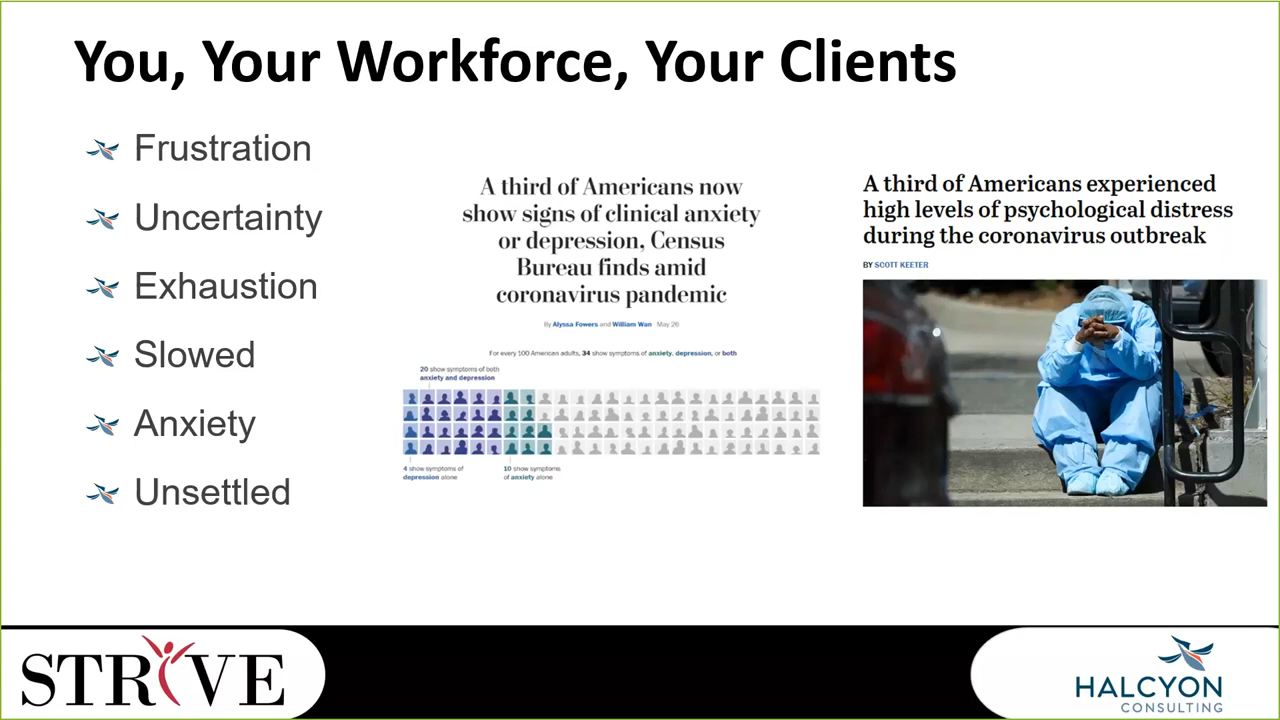 You, Your Workforce, Your Clients
Frustration
Uncertainty
Exhaustion
Slowed
Anxiety
Unsettled
A third of Americans now
show signs of clinical anxiety
or depression, Census
Bureau finds amid
coronavirus pandemic
By Alyssa Fowers and William Wan May 26
For every 100 American adults, 34 show symptoms of anxiety, depression, or both
20 show symptoms of both
anxiety and depression
4 show symptoms of
depression alone
10 show symptoms
of anxiety alone
A third of Americans experienced
high levels of psychological distress
during the coronavirus outbreak
BY SCOTT KEETER
STRIVE
HALCYON
CONSULTING